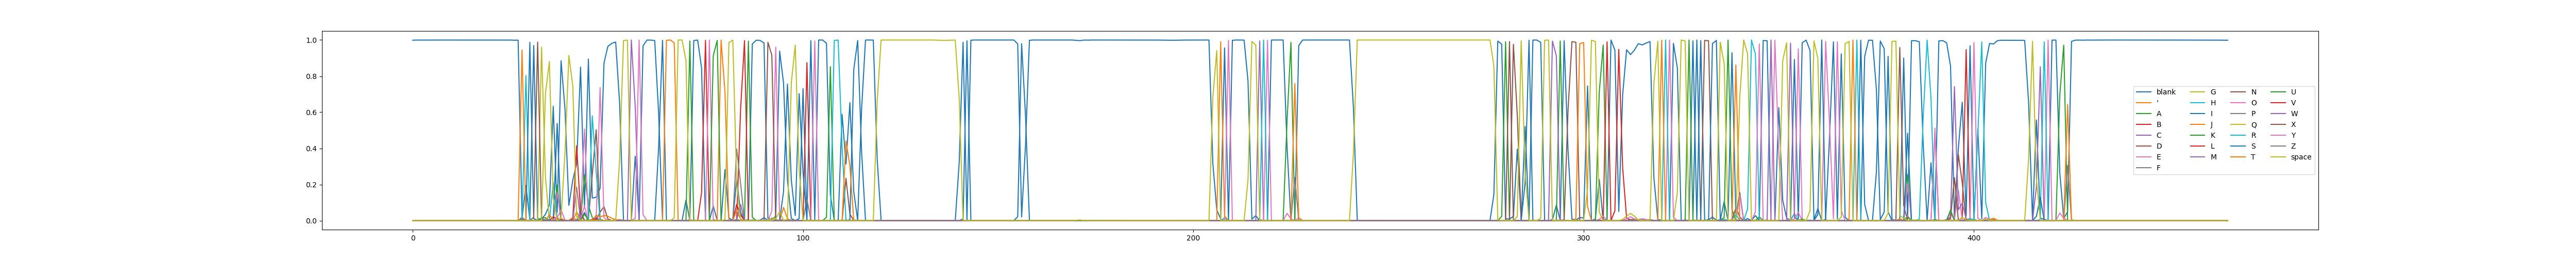 1.0
0.8
0.6
0.4
0.2
0.0
0 100 200 300 400
blank G N U
' H O V
A I P W
B J Q X
C K R Y
D L S Z
E M T space
F